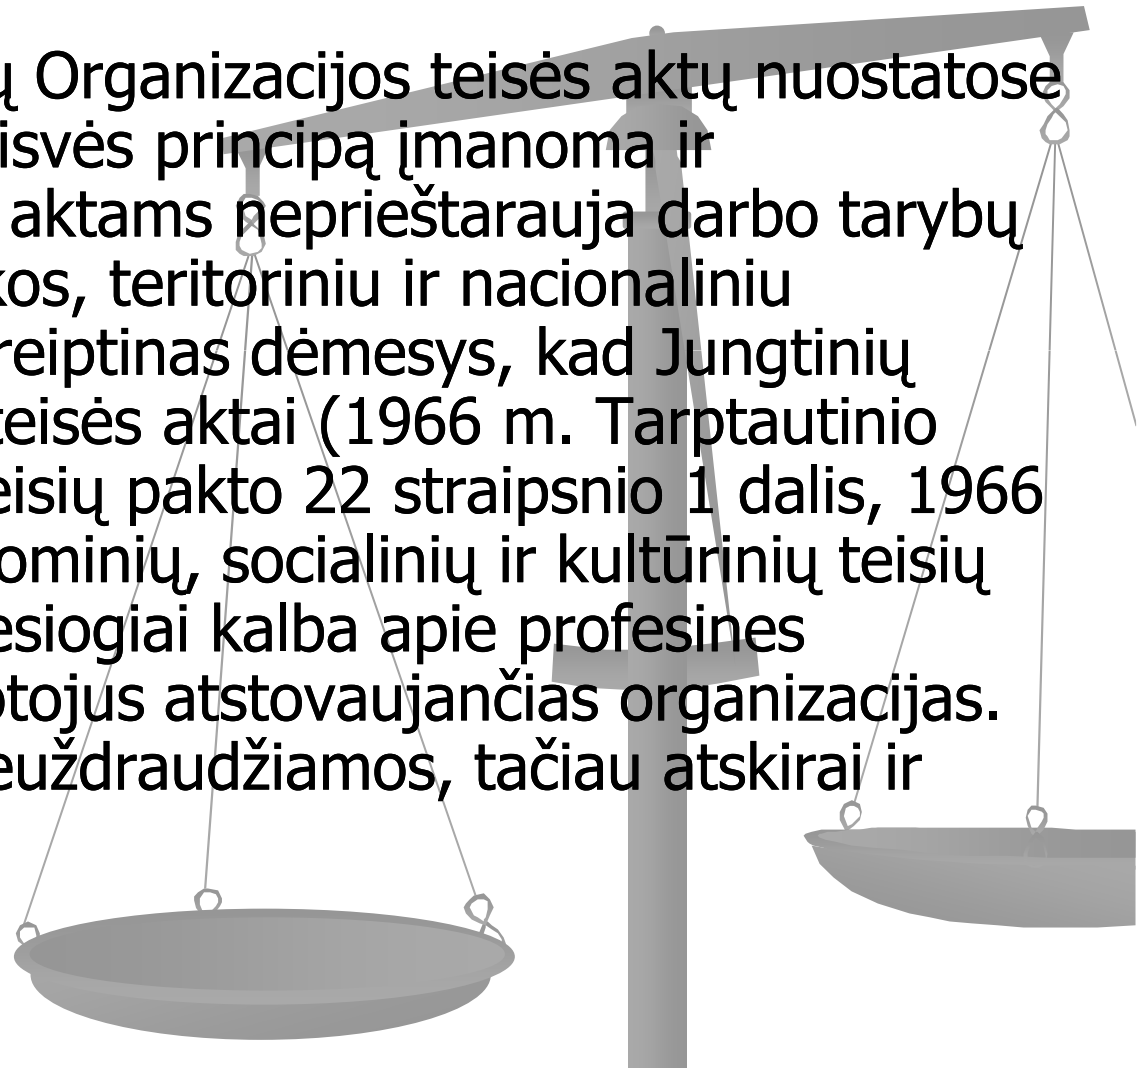 ų Organizacijos teisės aktų nuostatose
isvės principą įmanoma ir
aktams neprieštarauja darbo tarybų
kos, teritoriniu ir nacionaliniu
reiptinas dėmesys, kad Jungtinių
teisės aktai (1966 m. Tarptautinio
eisių pakto 22 straipsnio 1 dalis, 1966
ominių, socialinių ir kultūrinių teisių
esiogiai kalba apie profesines
otojus atstovaujančias organizacijas.
euždraudžiamos, tačiau atskirai ir